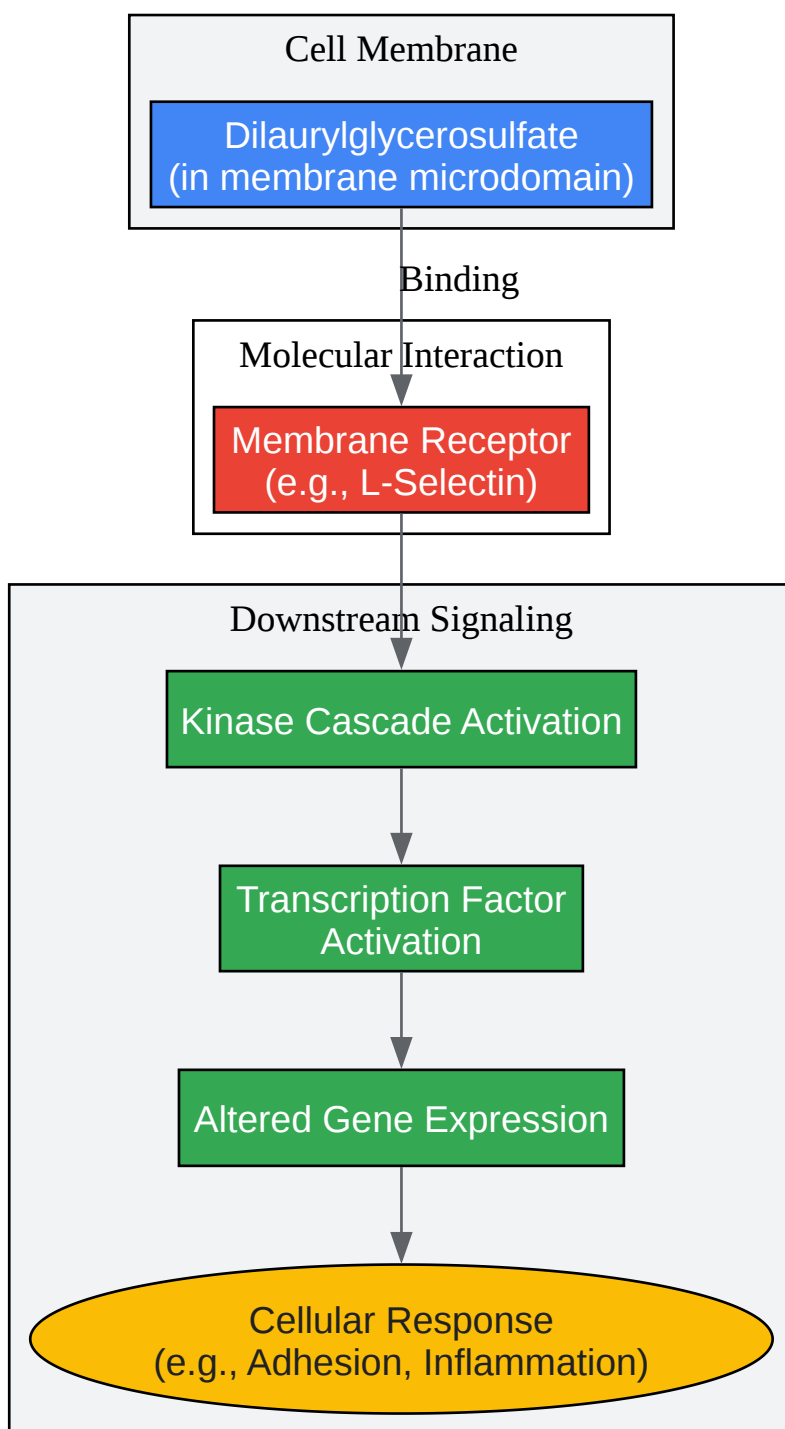 Cell Membrane
Dilaurylglycerosulfate
(in membrane microdomain)
Binding
Molecular Interaction
Membrane Receptor
(e.g., L-Selectin)
Downstream Signaling
Kinase Cascade Activation
Transcription Factor
Activation
Altered Gene Expression
Cellular Response
(e.g., Adhesion, Inflammation)